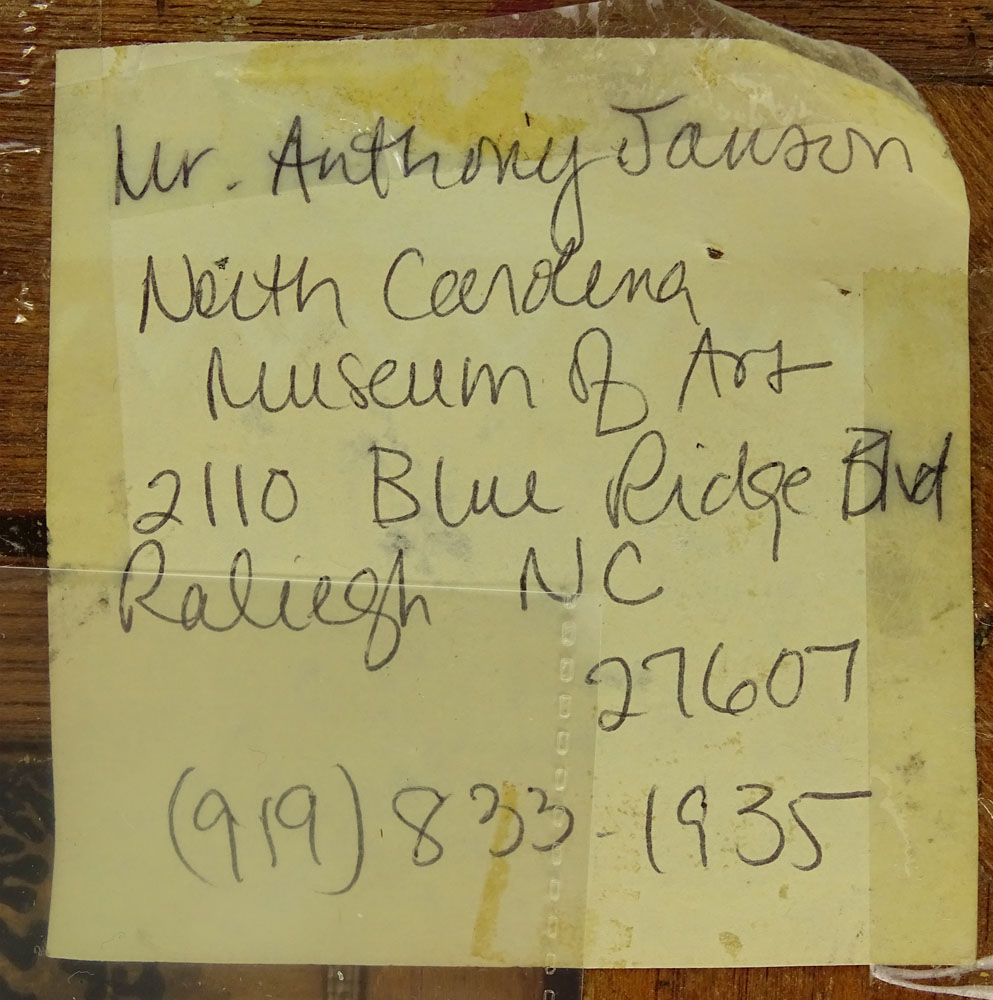 Mr. Anthony Janson
North Carolina
Museum of Art
2110 Blue Ridge Blvd
Raliegh NC
27607
(919) 833-1935